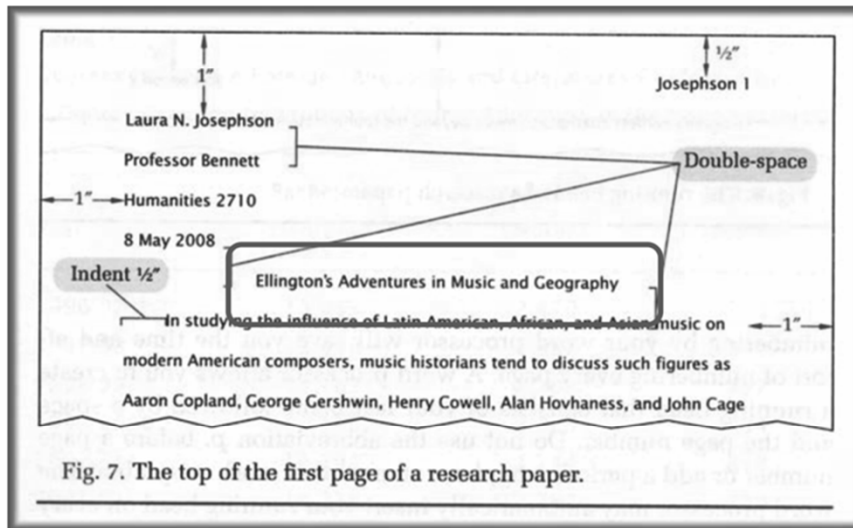 ½″
1″
Josephson 1
Laura N. Josephson
Professor Bennett
Double-space
1″
Humanities 2710
8 May 2008
Indent ½″
Ellington's Adventures in Music and Geography
In studying the influence of Latin American, African, and Asian music on
1″
modern American composers, music historians tend to discuss such figures as
Aaron Copland, George Gershwin, Henry Cowell, Alan Hovhaness, and John Cage
Fig. 7. The top of the first page of a research paper.